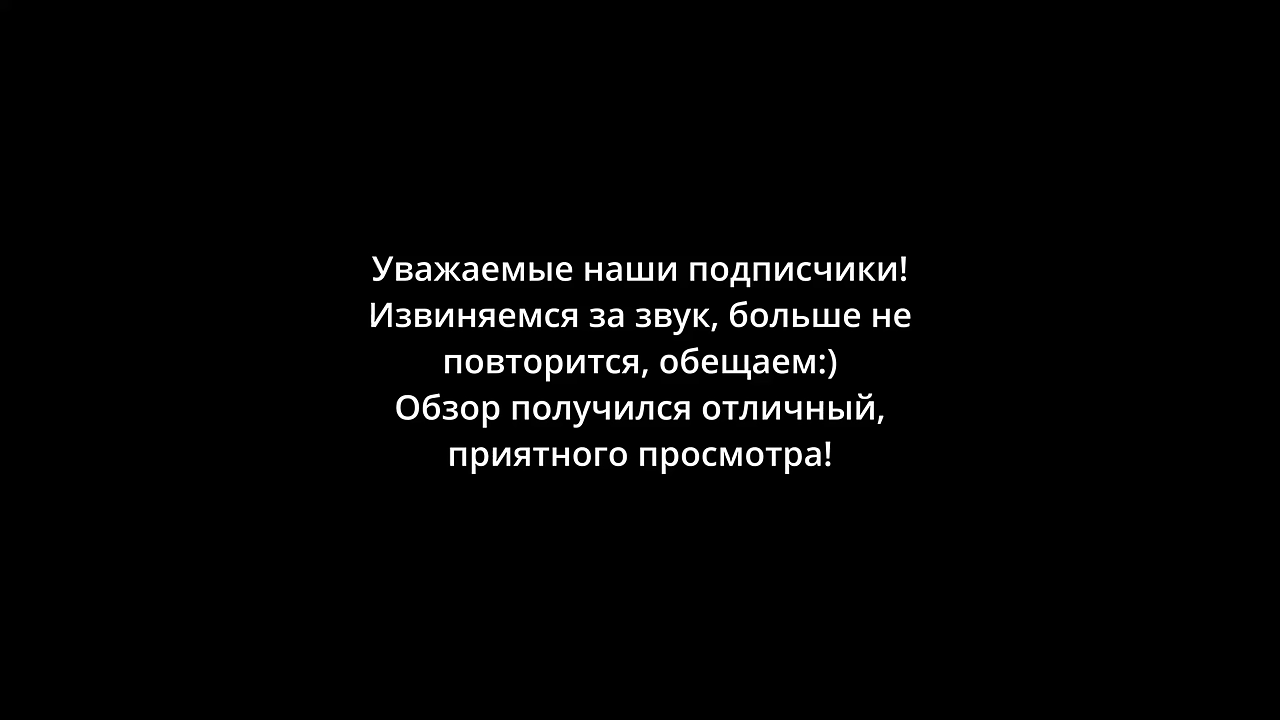 Уважаемые наши подписчики!
Извиняемся за звук, больше не
повторится, обещаем:)
Обзор получился отличный,
приятного просмотра!